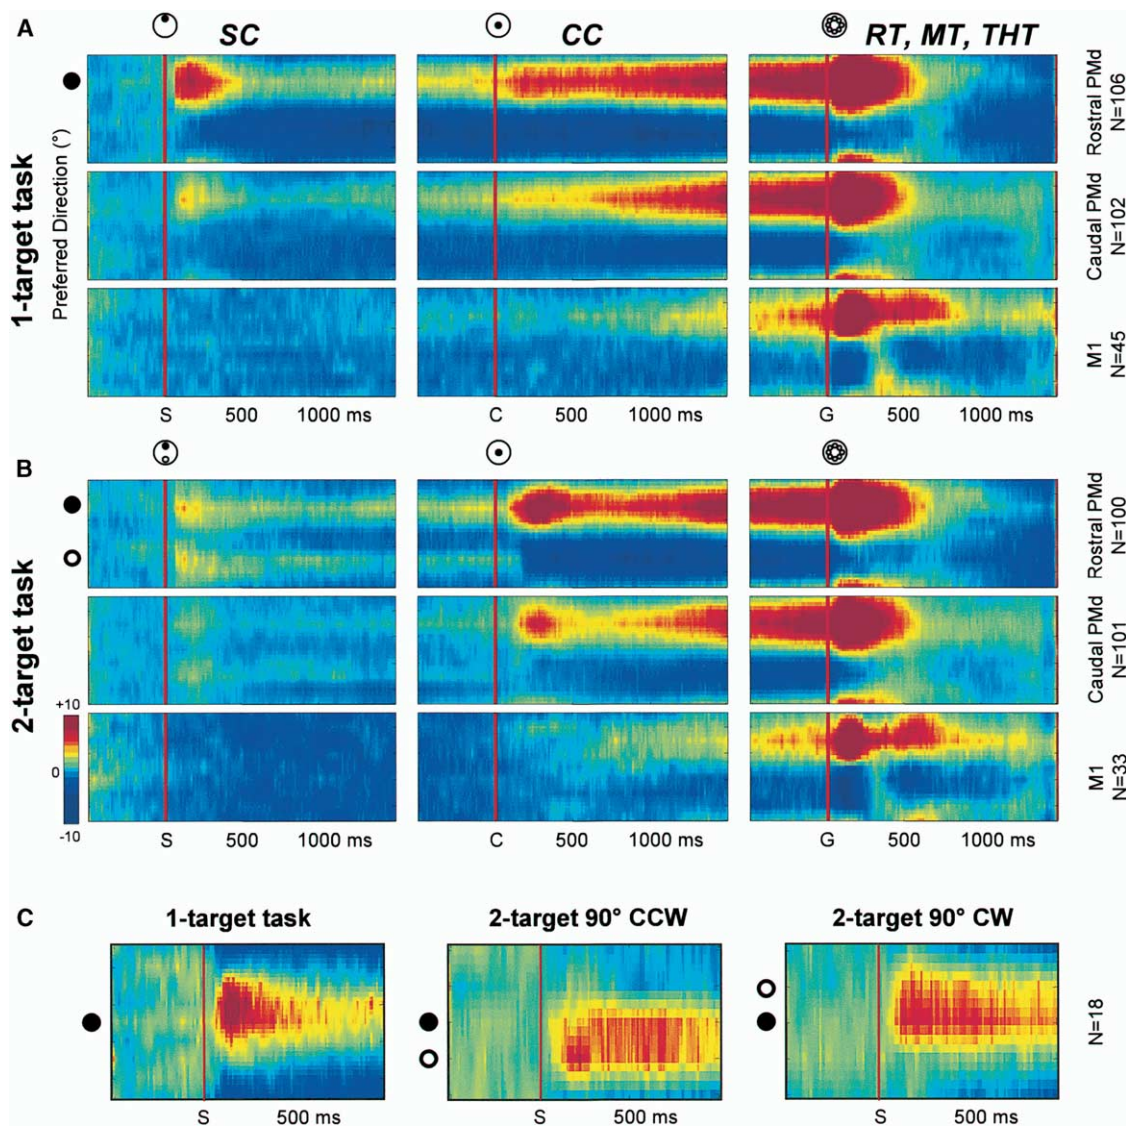 A
SC
CC
RT, MT, THT
1-target task
Preferred Direction (°)
Rostral PMd
N=106
Caudal PMd
N=102
M1
N=45
S 500 1000 ms
C 500 1000 ms
G 500 1000 ms
B
2-target task
Rostral PMd
N=100
Caudal PMd
N=101
M1
N=33
+10
0
-10
S 500 1000 ms
C 500 1000 ms
G 500 1000 ms
C
1-target task
2-target 90° CCW
2-target 90° CW
N=18
S 500 ms
S 500 ms
S 500 ms